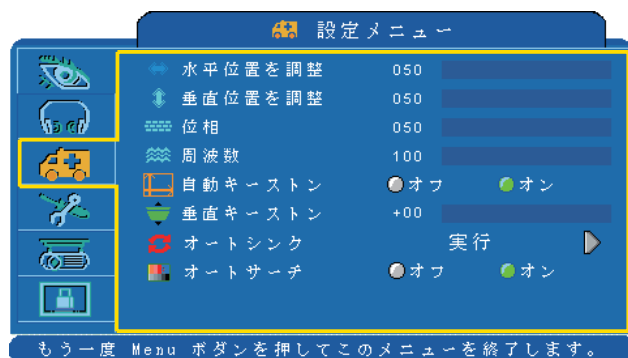 設定メニュー
水平位置を調整 050
垂直位置を調整 050
位相 050
周波数 100
自動キーストン オフ オン
垂直キーストン +00
オートシンク 実行
オートサーチ オフ オン
もう一度 Menu ボダンを押してこのメニューを終了します。